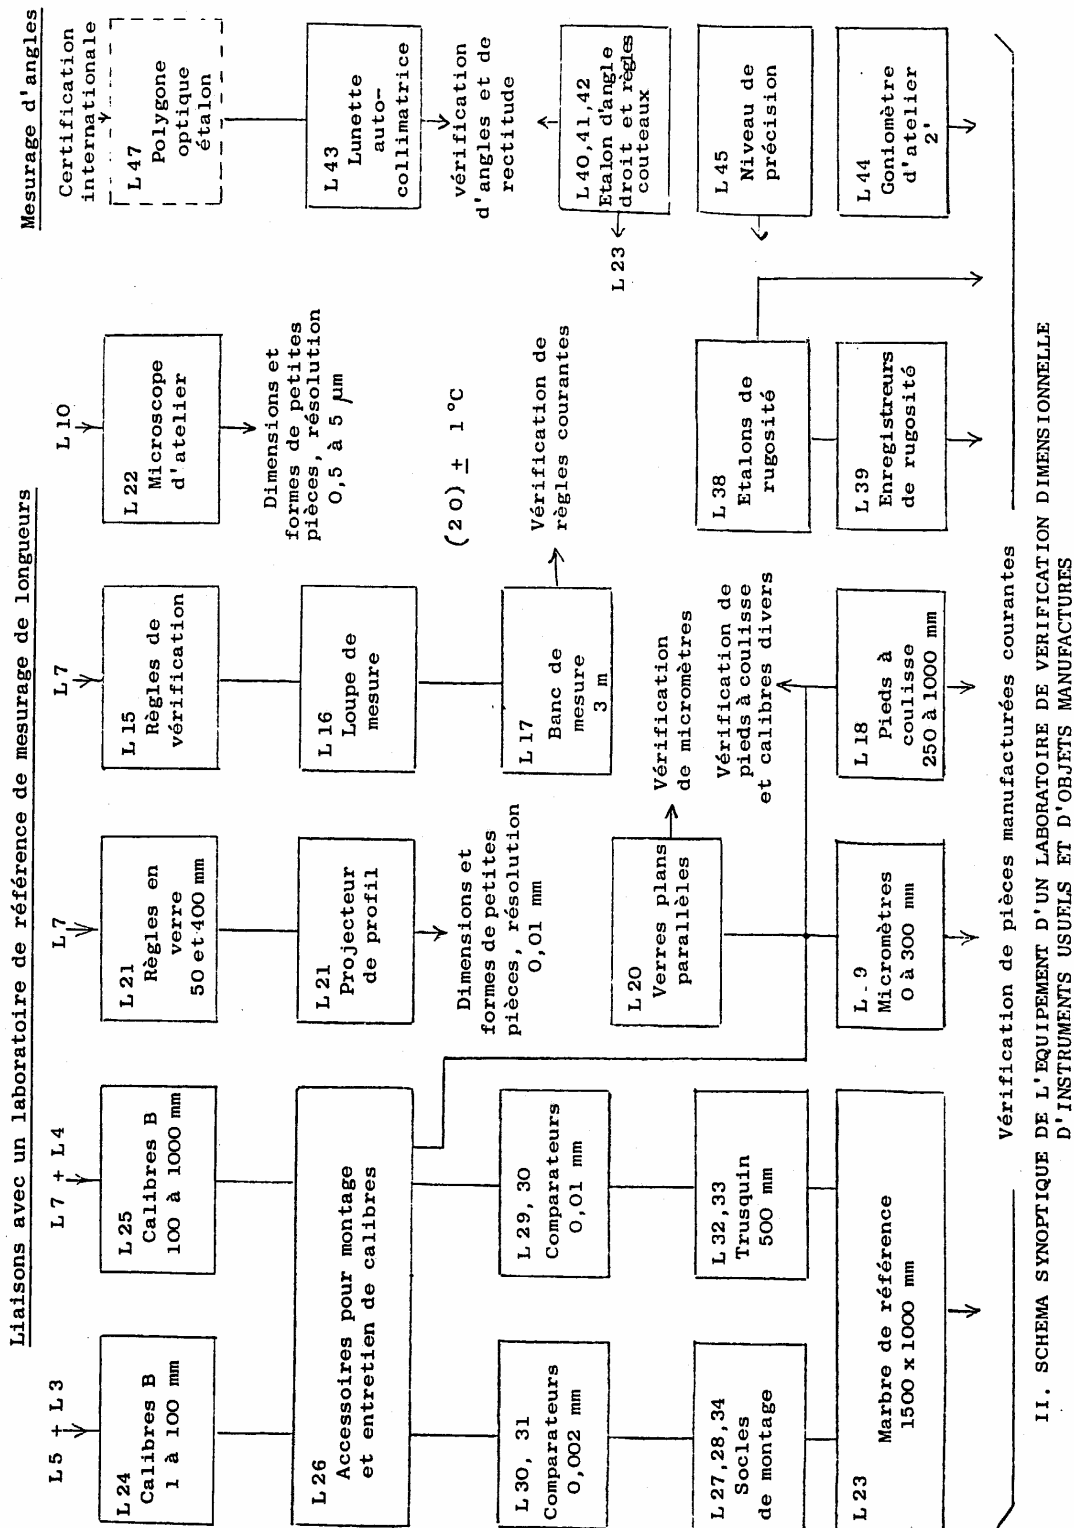 Liaisons avec un laboratoire de référence de mesurage de longueurs
Mesurage d'angles
L5 + L3
L 24
Calibres B
1 à 100 mm
L7 + L4
L 25
Calibres B
100 à 1000 mm
L 26
Accessoires pour montage
et entretien de calibres
L 30, 31
Comparateurs
0,002 mm
L 29, 30
Comparateurs
0,01 mm
L 27, 28, 34
Socles
de montage
L 32, 33
Trusquin
500 mm
L 23
Marbre de référence
1500 x 1000 mm
L7
L 21
Règles en
verre
50 et 400 mm
L 21
Projecteur
de profil
Dimensions et
formes de petites
pièces, résolution
0,01 mm
L 20
Verres plans
parallèles
Vérification
de micromètres
L . 9
Micromètres
0 à 300 mm
L7
L 15
Règles de
vérification
L 16
Loupe de
mesure
L 17
Banc de
mesure
3 m
Vérification de
règles courantes
Vérification de
pieds à coulisse
et calibres divers
L 18
Pieds à
coulisse
250 à 1000 mm
L 10
L 22
Microscope
d'atelier
Dimensions et
formes de petites
pièces, résolution
0,5 à 5 µm
(20) ± 1 °C
L 38
Etalons de
rugosité
L 39
Enregistreurs
de rugosité
Certification
internationale
L 47
Polygone
optique
étalon
L 43
Lunette
auto-
collimatrice
vérification
d'angles et de
rectitude
L 40, 41, 42
Etalon d'angle
droit et règles
couteaux
L 23
L 45
Niveau de
précision
L 44
Goniomètre
d'atelier
2'
Vérification de pièces manufacturées courantes
II. SCHEMA SYNOPTIQUE DE L'EQUIPEMENT D'UN LABORATOIRE DE VERIFICATION DIMENSIONNELLE
D'INSTRUMENTS USUELS ET D'OBJETS MANUFACTURES